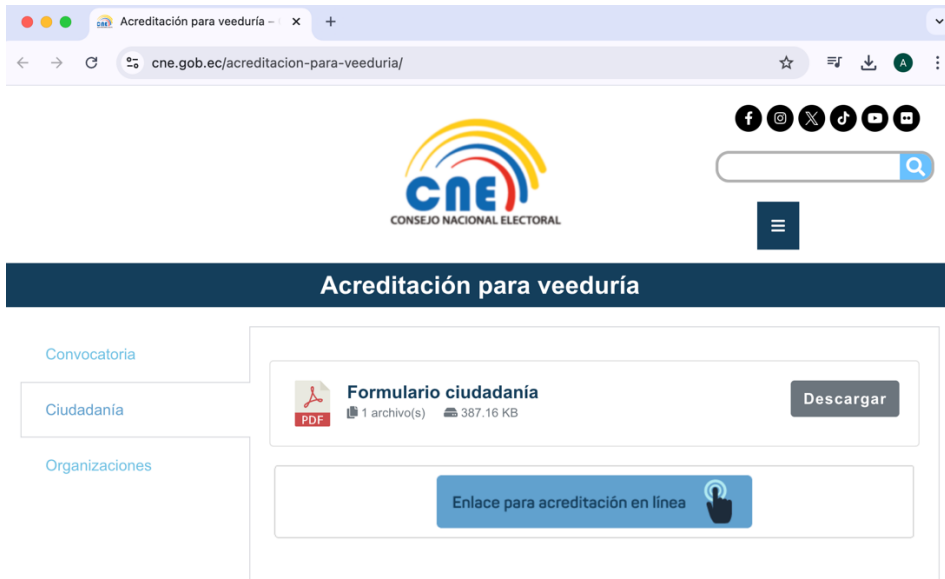 Acreditación para veeduría –
cne.gob.ec/acreditacion-para-veeduria/
A
CNE
CONSEJO NACIONAL ELECTORAL
Acreditación para veeduría
Convocatoria
Ciudadanía
Organizaciones
PDF
Formulario ciudadanía
1 archivo(s) 387.16 KB
Descargar
Enlace para acreditación en línea